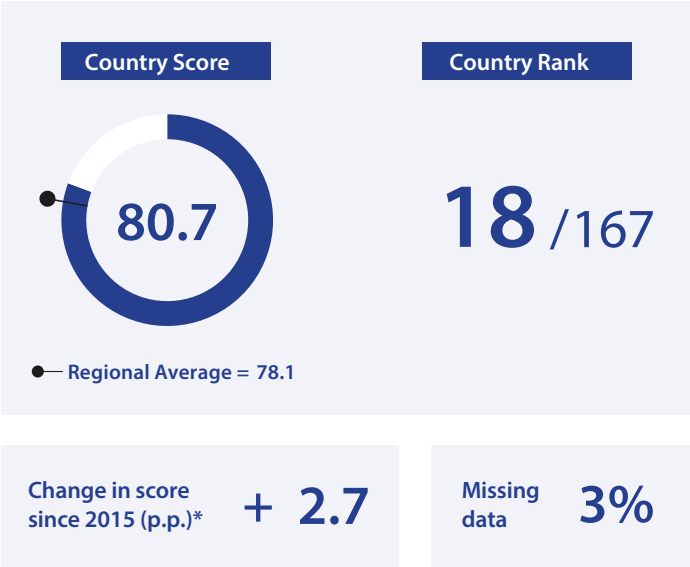 Country Score
Country Rank
80.7
18 /167
Regional Average = 78.1
Change in score
since 2015 (p.p.)*
+ 2.7
Missing
data
3%